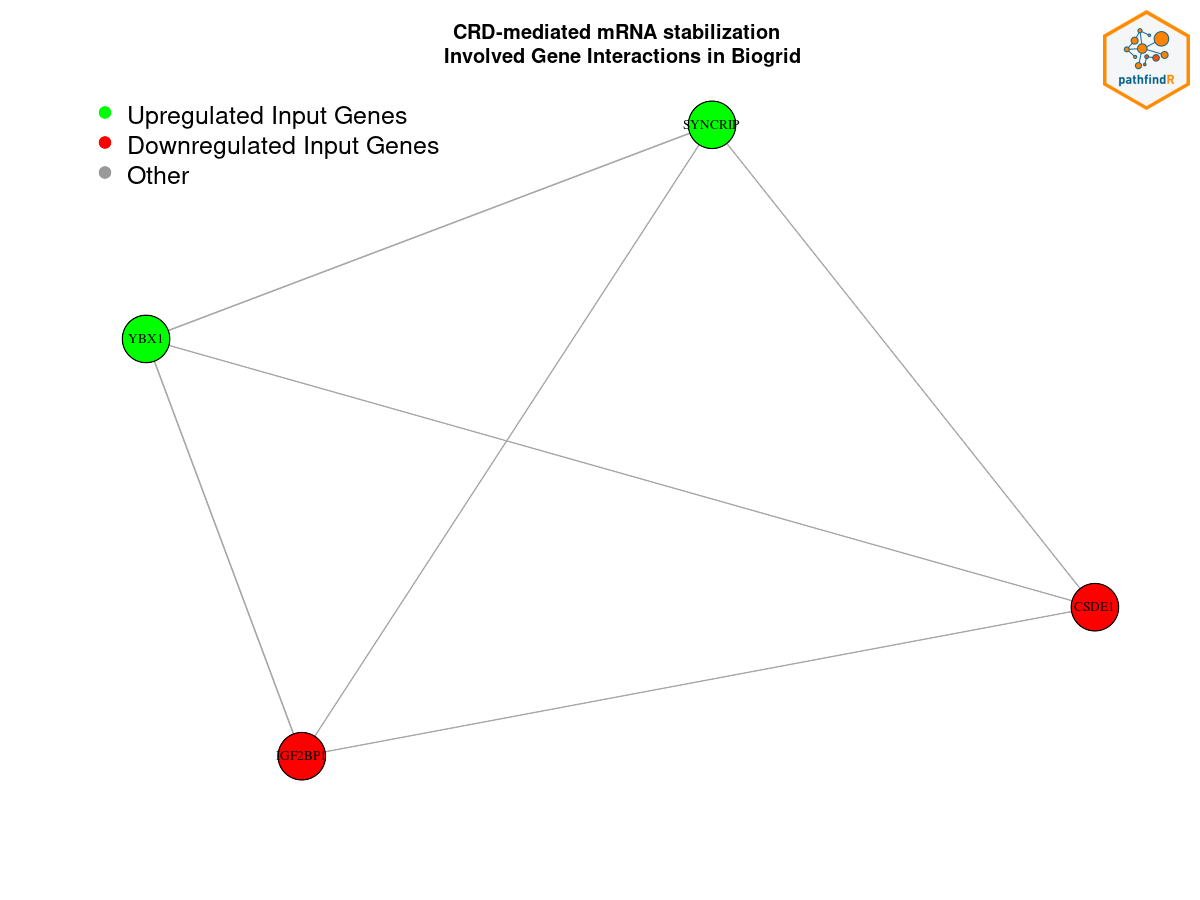 CRD-mediated mRNA stabilization
Involved Gene Interactions in Biogrid
pathfindR
Upregulated Input Genes
Downregulated Input Genes
Other
SYNCRIP
YBX1
CSDE1
IGF2BP